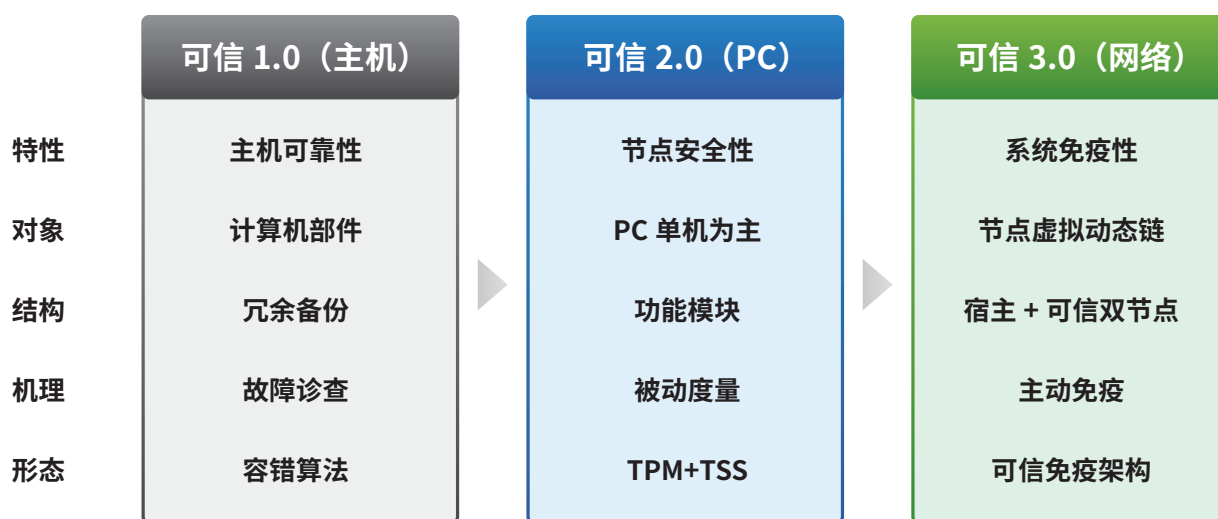 可信 1.0（主机） 可信 2.0（PC） 可信 3.0（网络）
特性 主机可靠性 节点安全性 系统免疫性
对象 计算机部件 PC 单机为主 节点虚拟动态链
结构 冗余备份 功能模块 宿主 + 可信双节点
机理 故障诊查 被动度量 主动免疫
形态 容错算法 TPM+TSS 可信免疫架构